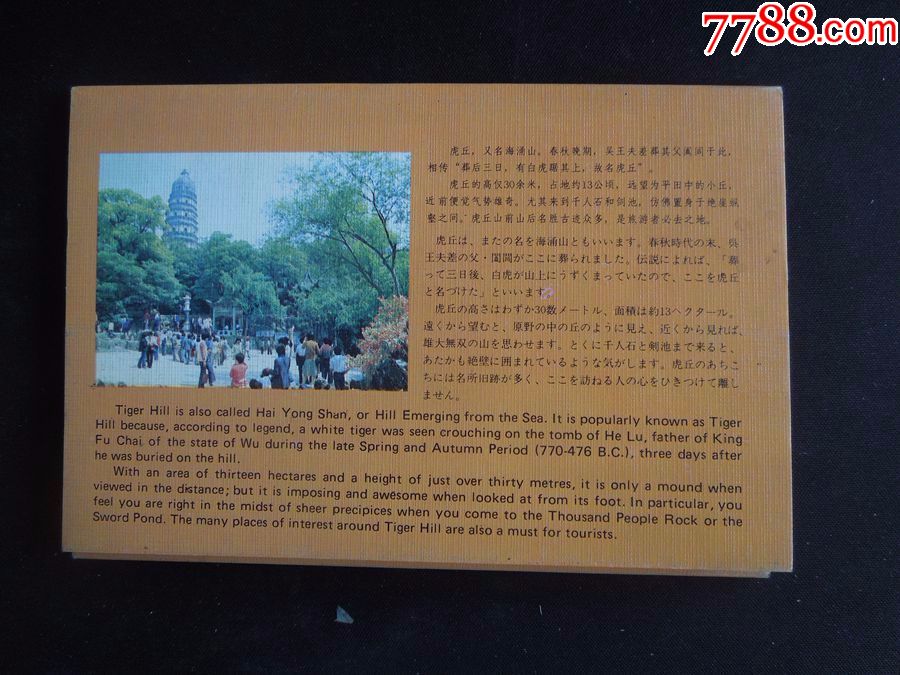 7788.com
虎丘，又名海涌山。春秋晚期，吴王夫差葬其父阖闾于此，
相传“葬后三日，有白虎踞其上，故名虎丘”。
虎丘的高仅30余米，占地约13公顷，远望为平田中的小丘，
近前便觉气势雄奇。尤其来到千人石和剑池，仿佛置身于绝崖纵
壑之间。虎丘山前山后名胜古迹众多，是旅游者必去之地。
虎丘は、またの名を海涌山ともいいます。春秋時代の末、呉
王夫差の父・闔閭がここに葬られました。伝説によれば、「葬
って三日後、白虎が山上にうずくまっていたので、ここを虎丘
と名づけた」といいます。
虎丘の高さはわずか30数メートル、面積は約13ヘクタール。
遠くから望むと、原野の中の丘のように見え、近くから見れば、
雄大無双の山を思わせます。とくに千人石と剣池まで来ると、
あたかも絶壁に囲まれているような気がします。虎丘のあちこ
ちには名所旧跡が多く、ここを訪ねる人の心をひきつけて離し
ません。
Tiger Hill is also called Hai Yong Shan, or Hill Emerging from the Sea. It is popularly known as Tiger
Hill because, according to legend, a white tiger was seen crouching on the tomb of He Lu, father of King
Fu Chai, of the state of Wu during the late Spring and Autumn Period (770-476 B.C.), three days after
he was buried on the hill.
With an area of thirteen hectares and a height of just over thirty metres, it is only a mound when
viewed in the distance; but it is imposing and awesome when looked at from its foot. In particular, you
feel you are right in the midst of sheer precipices when you come to the Thousand People Rock or the
Sword Pond. The many places of interest around Tiger Hill are also a must for tourists.